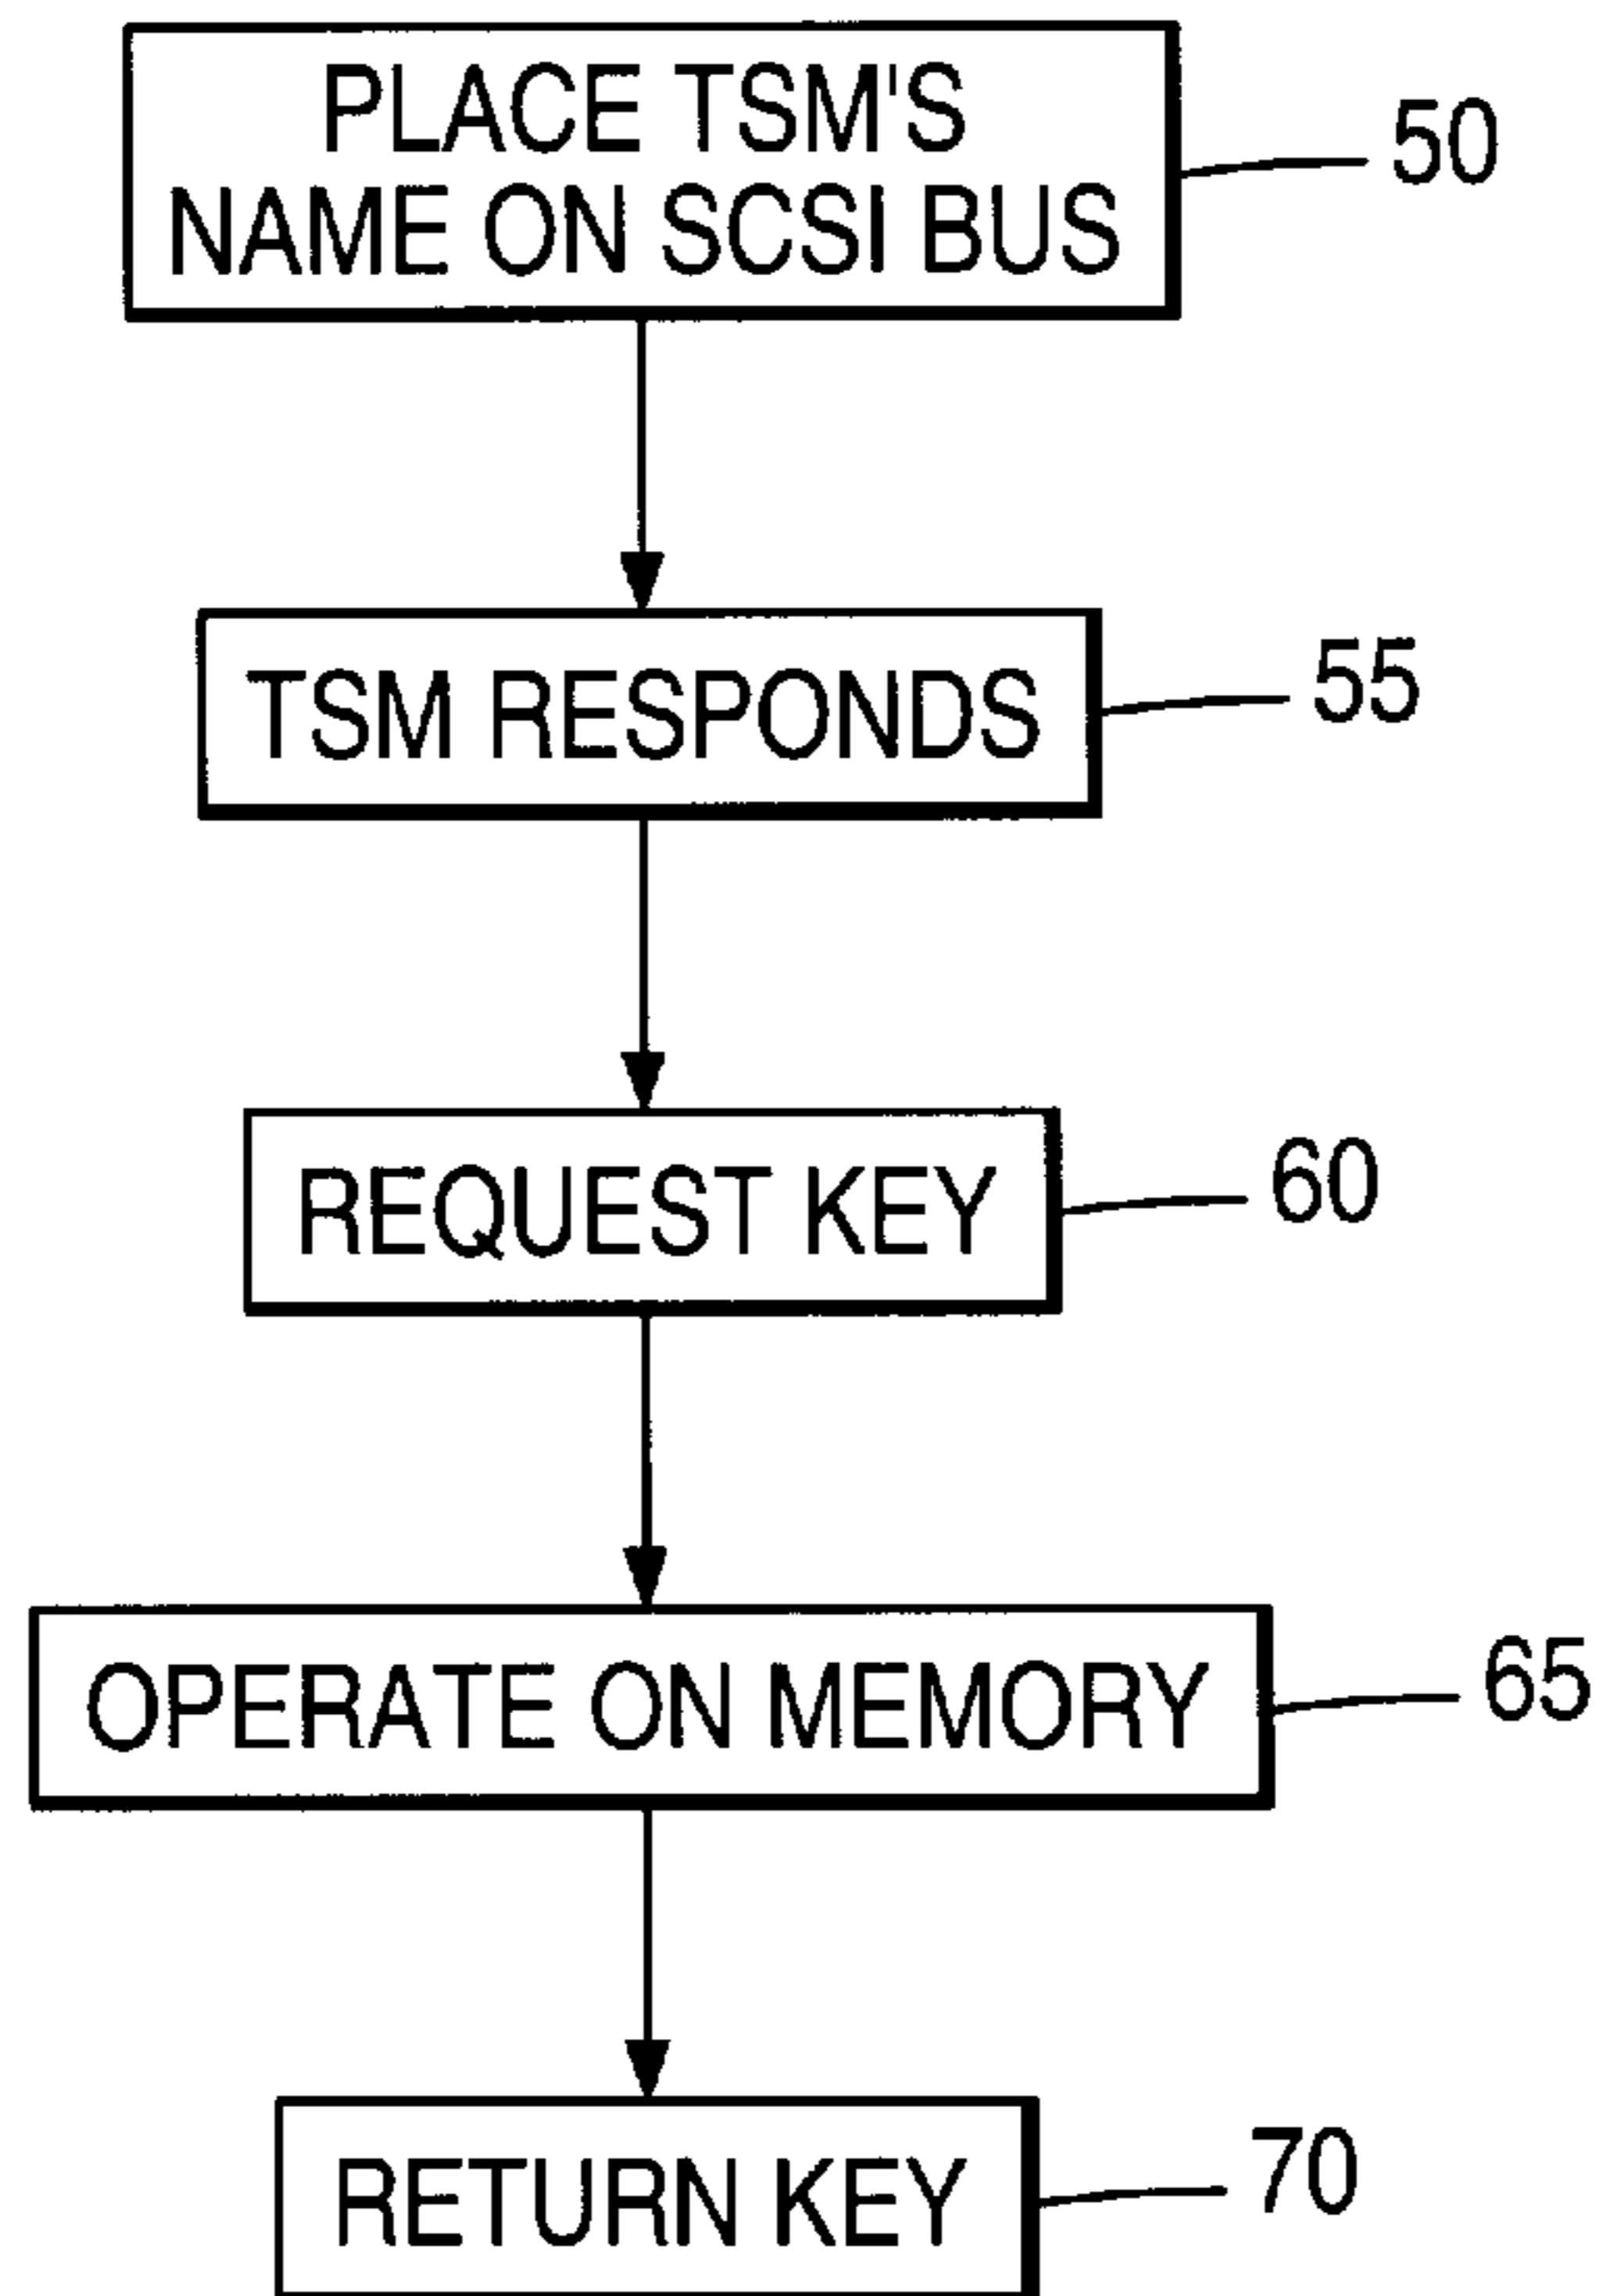 PLACE TSM'S
NAME ON SCSI BUS
50
TSM RESPONDS
55
REQUEST KEY
60
OPERATE ON MEMORY
65
RETURN KEY
70